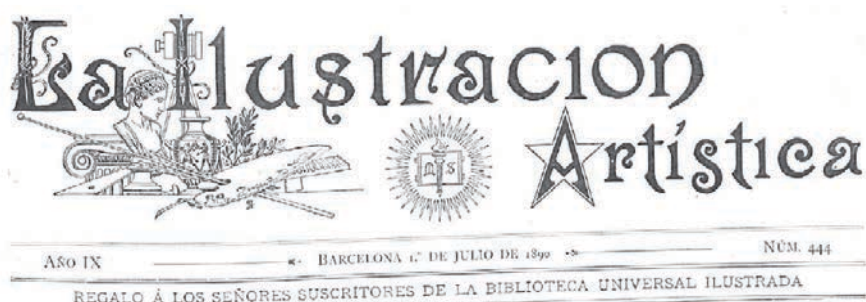 La Ilustracion
Artística
M S
AÑO IX BARCELONA 1.º DE JULIO DE 1890 NÚM. 444
REGALO Á LOS SEÑORES SUSCRITORES DE LA BIBLIOTECA UNIVERSAL ILUSTRADA